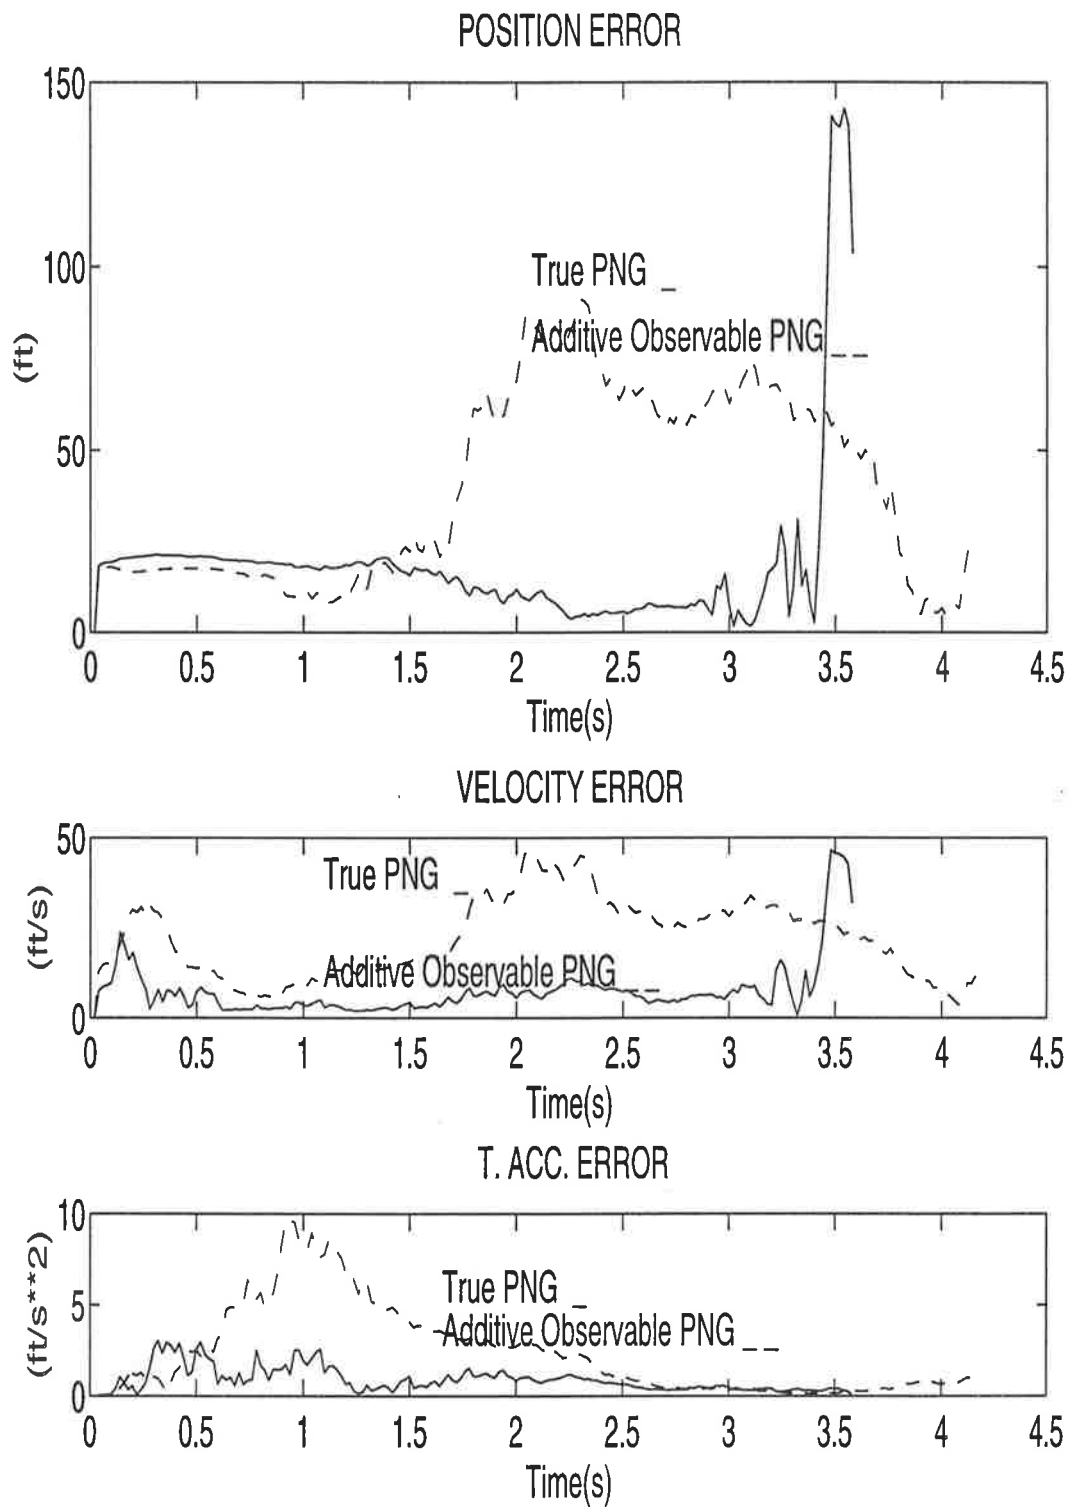 POSITION ERROR
150
100
50
0
(ft)
True PNG _
Additive Observable PNG _ _
0 0.5 1 1.5 2 2.5 3 3.5 4 4.5
Time(s)
VELOCITY ERROR
50
0
(ft/s)
True PNG _
Additive Observable PNG _ _
0 0.5 1 1.5 2 2.5 3 3.5 4 4.5
Time(s)
T. ACC. ERROR
10
5
0
(ft/s**2)
True PNG _
Additive Observable PNG _ _
0 0.5 1 1.5 2 2.5 3 3.5 4 4.5
Time(s)